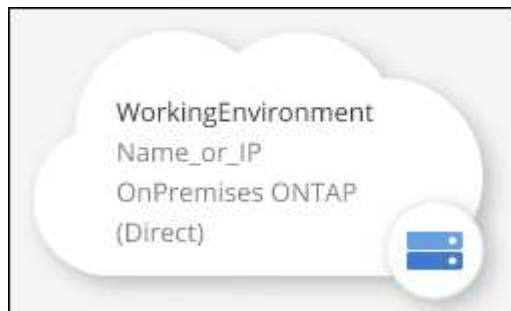 WorkingEnvironment
Name_or_IP
OnPremises ONTAP
(Direct)